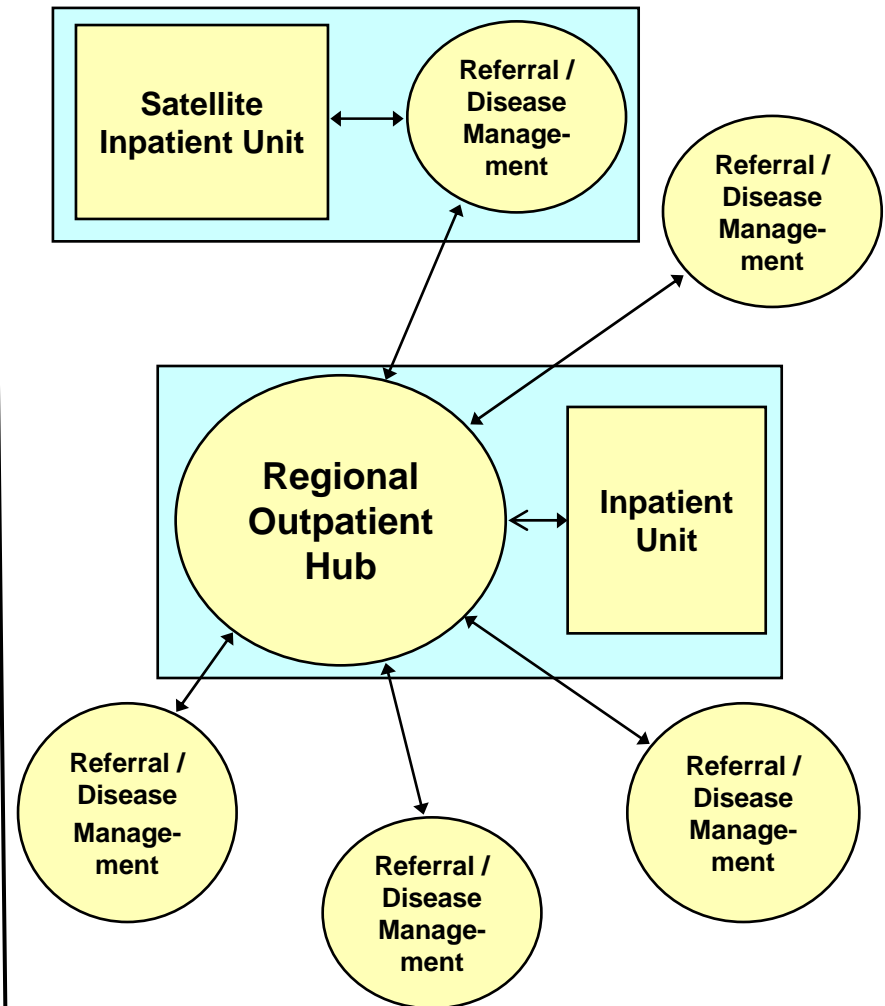 Satellite
Inpatient Unit
Referral /
Disease
Manage-
ment
Referral /
Disease
Manage-
ment
Regional
Outpatient
Hub
Inpatient
Unit
Referral /
Disease
Manage-
ment
Referral /
Disease
Manage-
ment
Referral /
Disease
Manage-
ment